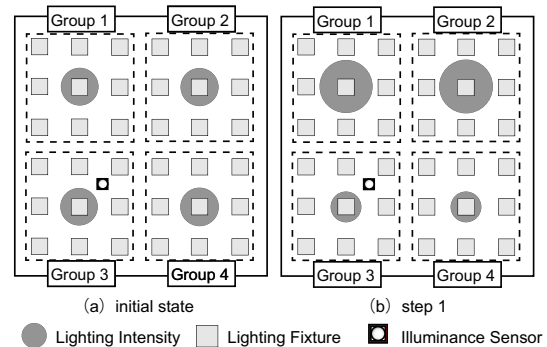 Group 1 Group 2 Group 1 Group 2
Group 3 Group 4 Group 3 Group 4
(a) initial state (b) step 1
Lighting Intensity Lighting Fixture Illuminance Sensor